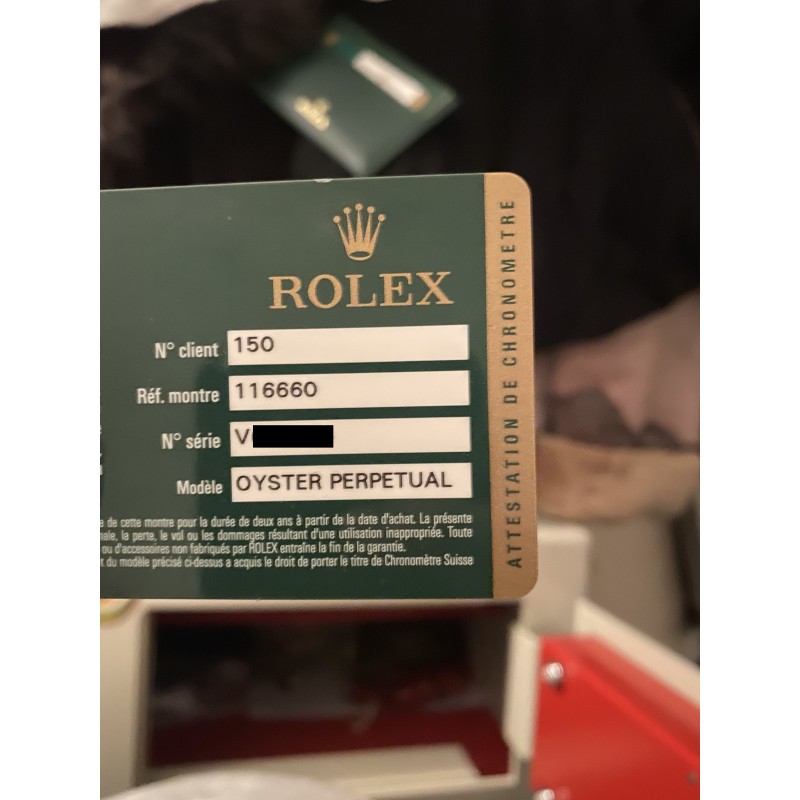 ROLEX
N° client 150
Réf. montre 116660
N° série V
Modèle OYSTER PERPETUAL
de cette montre pour la durée de deux ans à partir de la date d'achat. La présente
la perte, le vol ou les dommages résultant d'une utilisation inappropriée. Toute
ou d'accessoires non fabriqués par ROLEX entraîne la fin de la garantie.
du modèle précisé ci-dessus a acquis le droit de porter le titre de Chronomètre Suisse
ATTESTATION DE CHRONOMETRE